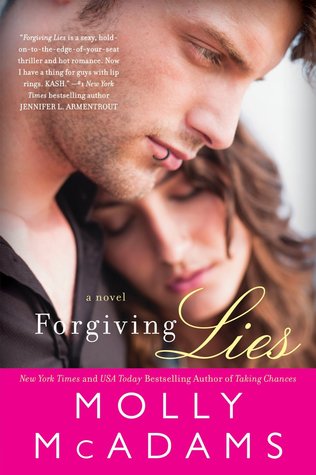 "Forgiving Lies is a sexy, hold-
on-to-the-edge-of-your-seat
thriller and hot romance. Now
I have a thing for guys with lip
rings. KASH." —#1 New York
Times bestselling author
JENNIFER L. ARMENTROUT
a novel
Forgiving Lies
New York Times and USA Today Bestselling Author of Taking Chances
MOLLY
McADAMS